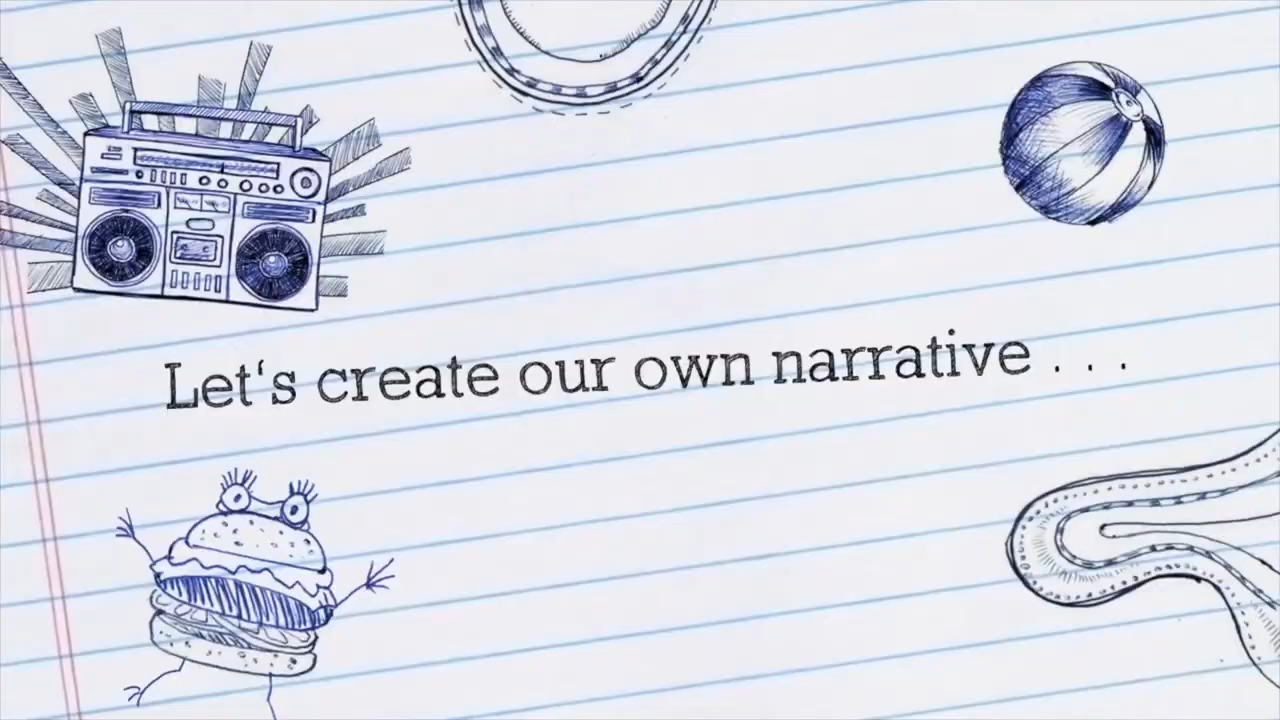 Let‘s create our own narrative . . .